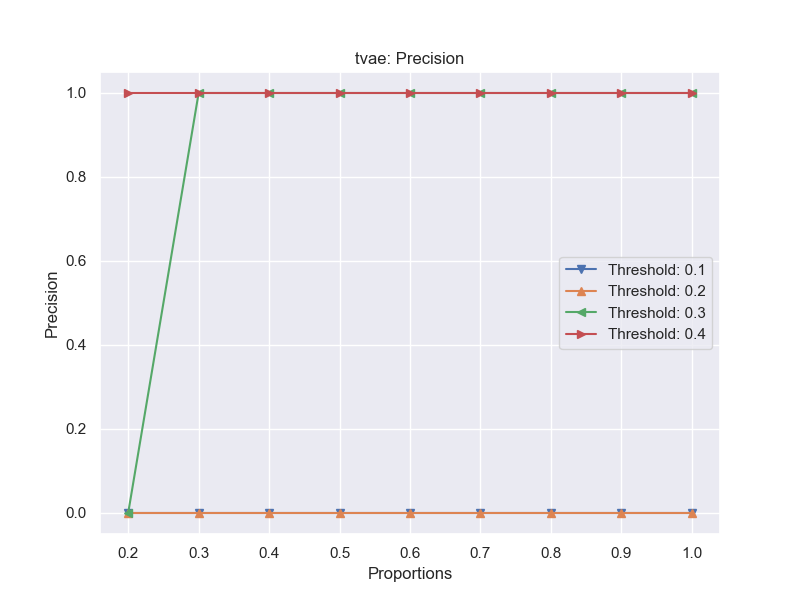 tvae: Precision
1.0
0.8
0.6
0.4
0.2
0.0
Precision
Threshold: 0.1
Threshold: 0.2
Threshold: 0.3
Threshold: 0.4
0.2 0.3 0.4 0.5 0.6 0.7 0.8 0.9 1.0
Proportions